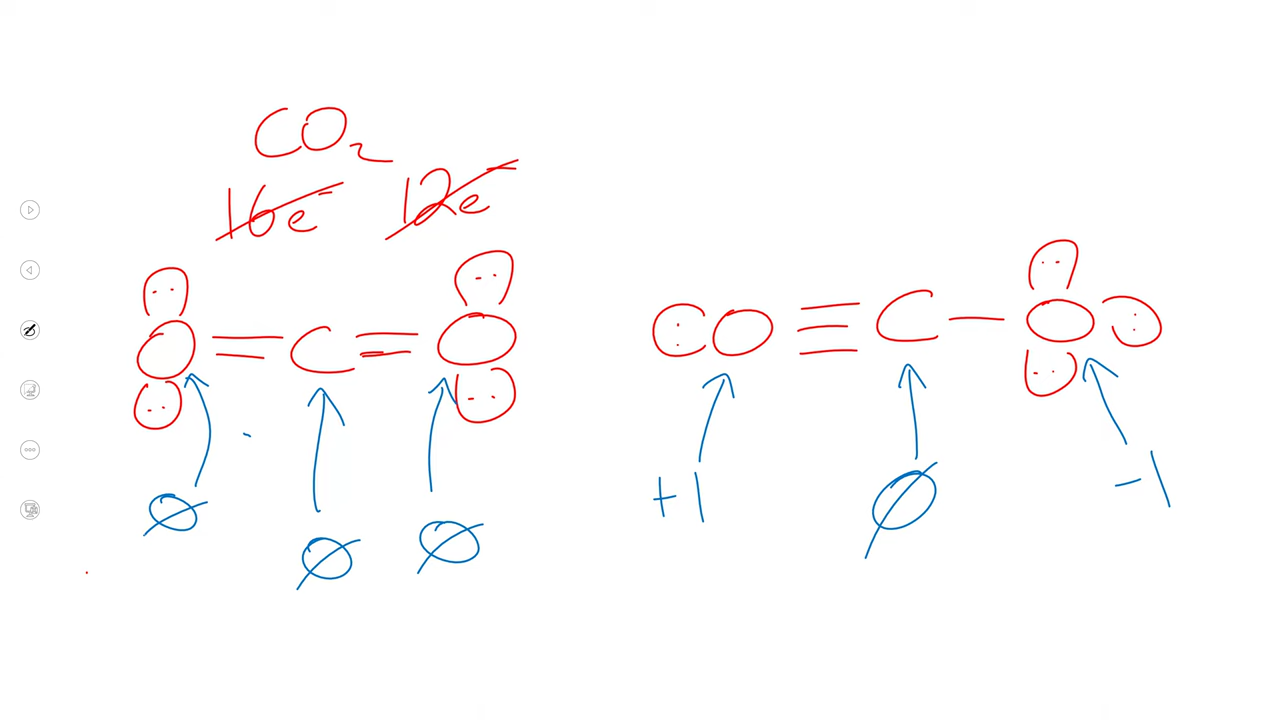 CO₂
16e⁻ 12e⁻
O = C = O
O ≡ C − O
∅ ∅ ∅
+1 ∅ −1